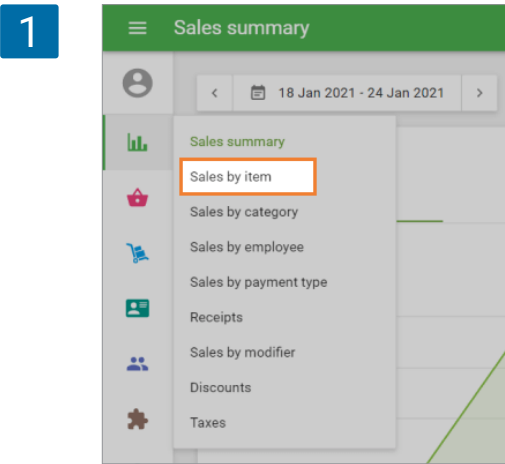 1
Sales summary
18 Jan 2021 - 24 Jan 2021
Sales summary
Sales by item
Sales by category
Sales by employee
Sales by payment type
Receipts
Sales by modifier
Discounts
Taxes